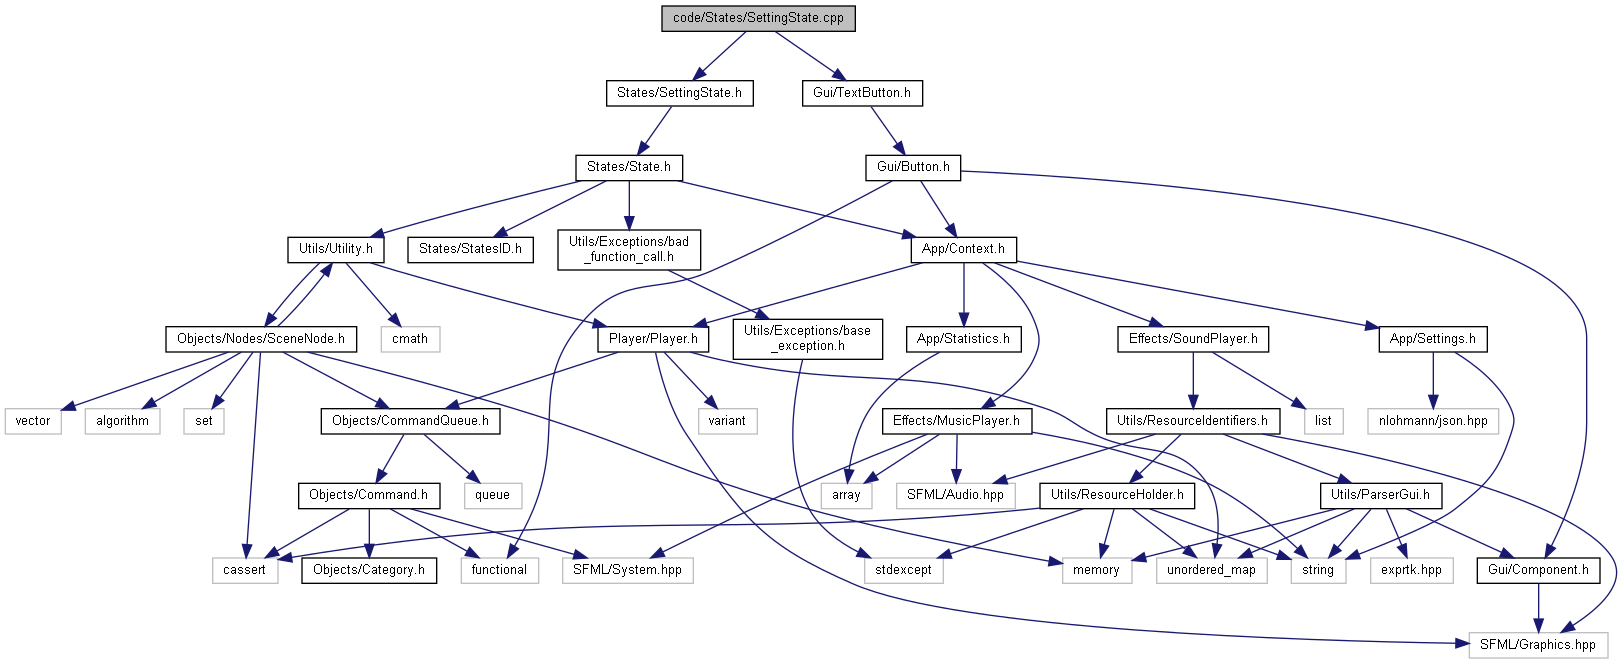 code/States/SettingState.cpp
States/SettingState.h
Gui/TextButton.h
States/State.h
Gui/Button.h
Utils/Utility.h
States/StatesID.h
Utils/Exceptions/bad
_function_call.h
App/Context.h
Objects/Nodes/SceneNode.h
cmath
Player/Player.h
Utils/Exceptions/base
_exception.h
App/Statistics.h
Effects/SoundPlayer.h
App/Settings.h
vector
algorithm
set
Objects/CommandQueue.h
variant
Effects/MusicPlayer.h
Utils/ResourceIdentifiers.h
list
nlohmann/json.hpp
Objects/Command.h
queue
array
SFML/Audio.hpp
Utils/ResourceHolder.h
Utils/ParserGui.h
cassert
Objects/Category.h
functional
SFML/System.hpp
stdexcept
memory
unordered_map
string
exprtk.hpp
Gui/Component.h
SFML/Graphics.hpp